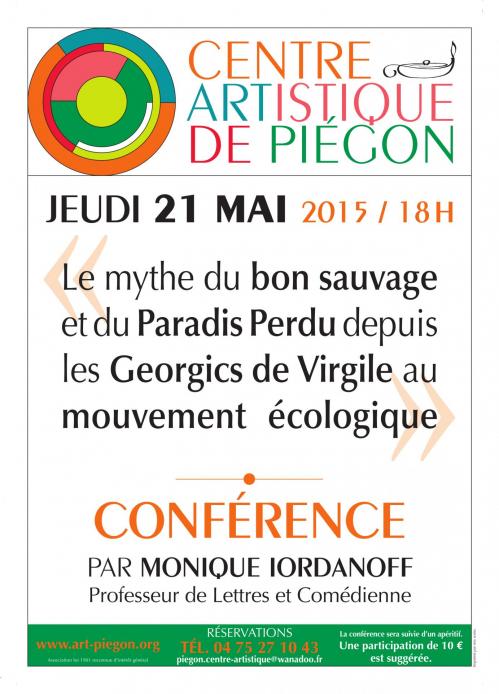 CENTRE
ARTISTIQUE
DE PIÉGON
JEUDI 21 MAI 2015 / 18H
« Le mythe du bon sauvage
et du Paradis Perdu depuis
les Georgics de Virgile au
mouvement écologique »
CONFÉRENCE
PAR MONIQUE IORDANOFF
Professeur de Lettres et Comédienne
www.art-piegon.org
Association loi 1901 reconnue d'intérêt général
RÉSERVATIONS
TÉL. 04 75 27 10 43
piegon.centre-artistique@wanadoo.fr
La conférence sera suivie d'un apéritif.
Une participation de 10 €
est suggérée.